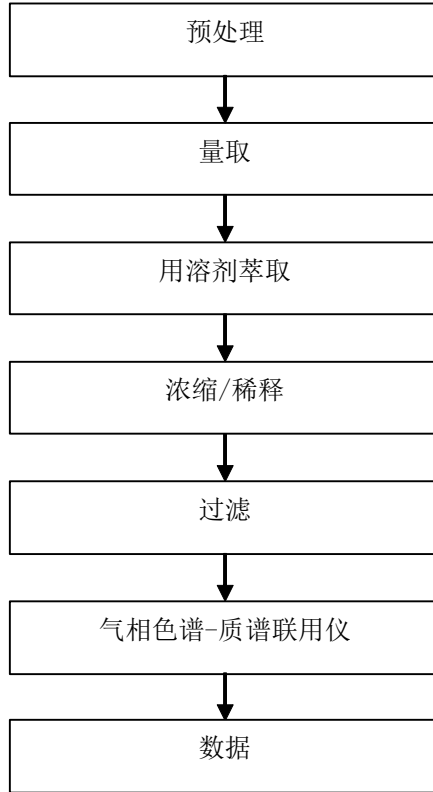 预处理
量取
用溶剂萃取
浓缩/稀释
过滤
气相色谱-质谱联用仪
数据